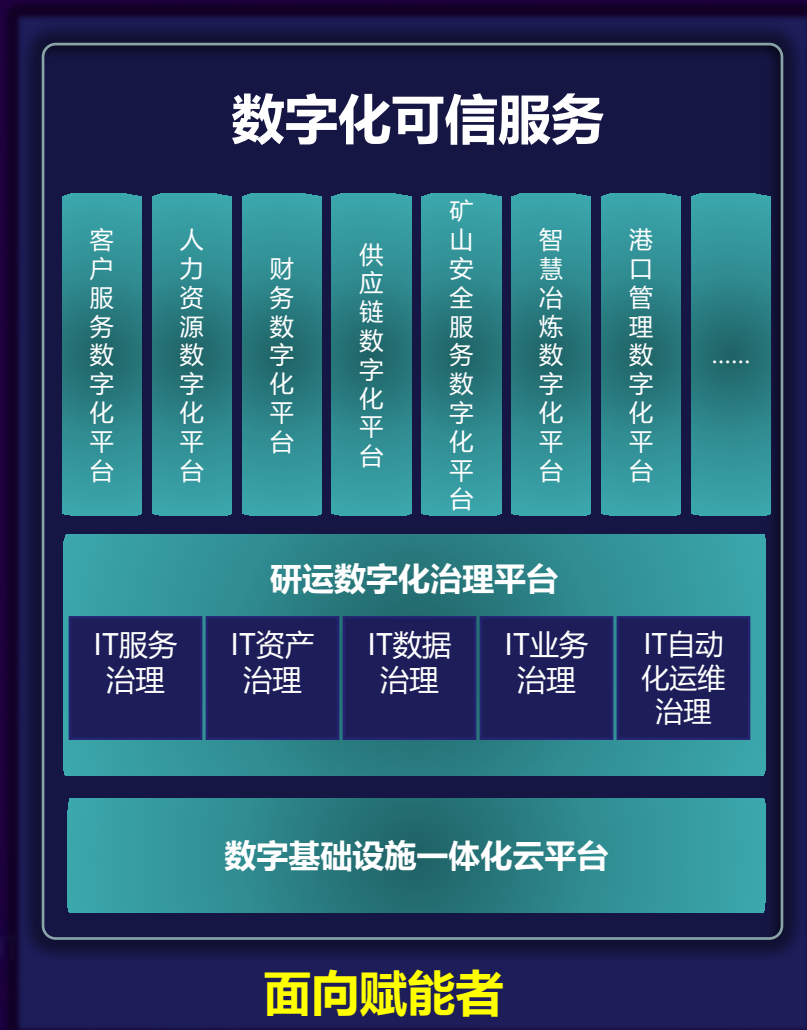 数字化可信服务
客户服务数字化平台
人力资源数字化平台
财务数字化平台
供应链数字化平台
矿山安全服务数字化平台
智慧冶炼数字化平台
港口管理数字化平台
······
研运数字化治理平台
IT服务
治理
IT资产
治理
IT数据
治理
IT业务
治理
IT自动
化运维
治理
数字基础设施一体化云平台
面向赋能者